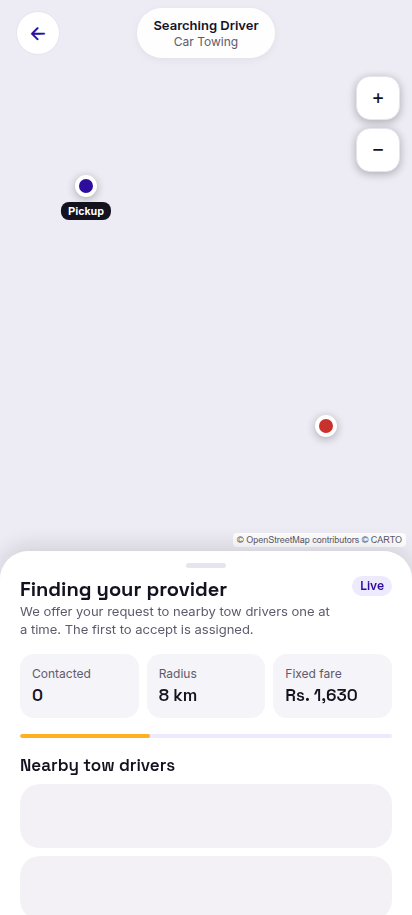 Searching Driver
Car Towing
+
−
Pickup
© OpenStreetMap contributors © CARTO
Finding your provider
Live
We offer your request to nearby tow drivers one at
a time. The first to accept is assigned.
Contacted
0
Radius
8 km
Fixed fare
Rs. 1,630
Nearby tow drivers